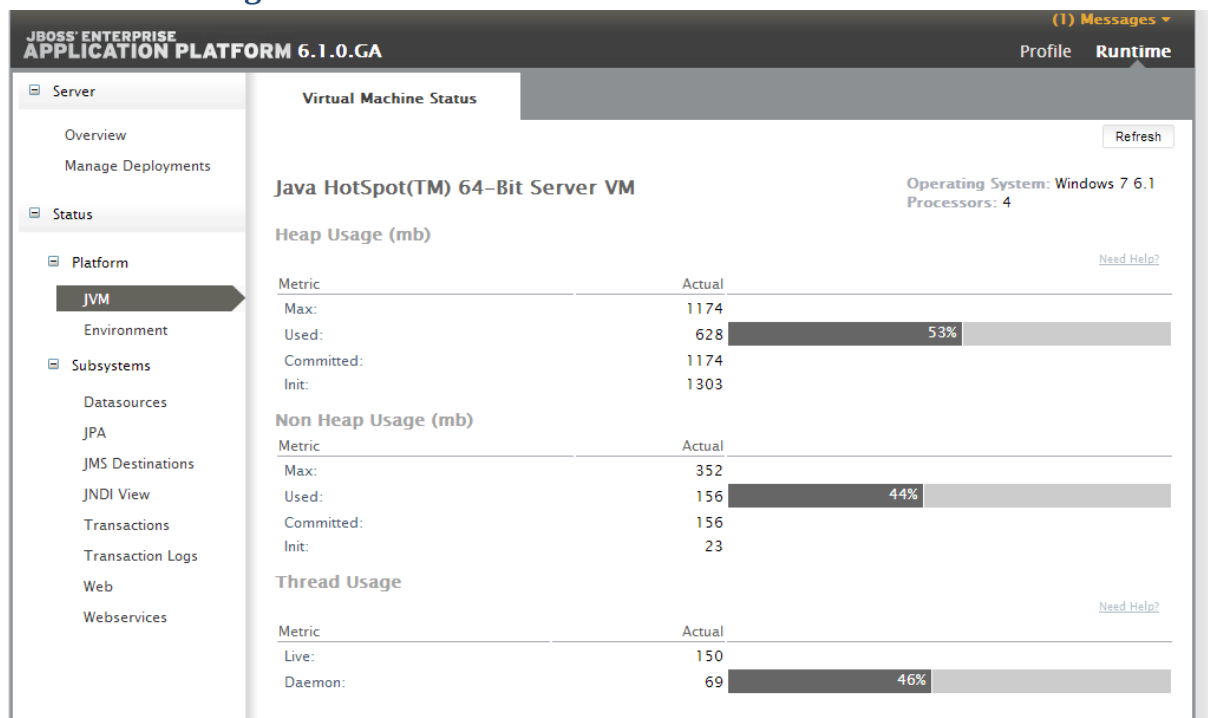 (1) Messages
JBOSS' ENTERPRISE
APPLICATION PLATFORM 6.1.0.GA
Profile Runtime
Server
Overview
Manage Deployments
Status
Platform
JVM
Environment
Subsystems
Datasources
JPA
JMS Destinations
JNDI View
Transactions
Transaction Logs
Web
Webservices
Virtual Machine Status
Refresh
Java HotSpot(TM) 64-Bit Server VM
Operating System: Windows 7 6.1
Processors: 4
Heap Usage (mb)
Need Help?
Metric Actual
Max: 1174
Used: 628 53%
Committed: 1174
Init: 1303
Non Heap Usage (mb)
Metric Actual
Max: 352
Used: 156 44%
Committed: 156
Init: 23
Thread Usage
Need Help?
Metric Actual
Live: 150
Daemon: 69 46%